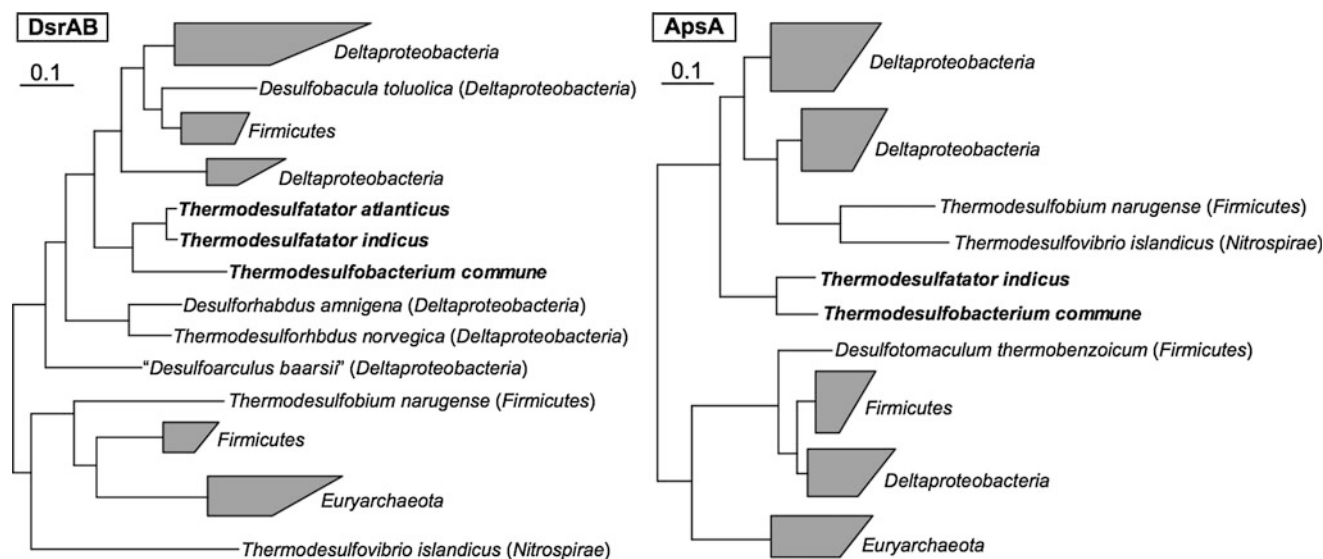 DsrAB
0.1
Deltaproteobacteria
Desulfobacula toluolica (Deltaproteobacteria)
Firmicutes
Deltaproteobacteria
Thermodesulfatator atlanticus
Thermodesulfatator indicus
Thermodesulfobacterium commune
Desulforhabdus amnigena (Deltaproteobacteria)
Thermodesulforhbdus norvegica (Deltaproteobacteria)
“Desulfoarculus baarsii” (Deltaproteobacteria)
Thermodesulfobium narugense (Firmicutes)
Firmicutes
Euryarchaeota
Thermodesulfovibrio islandicus (Nitrospirae)
ApsA
0.1
Deltaproteobacteria
Deltaproteobacteria
Thermodesulfobium narugense (Firmicutes)
Thermodesulfovibrio islandicus (Nitrospirae)
Thermodesulfatator indicus
Thermodesulfobacterium commune
Desulfotomaculum thermobenzoicum (Firmicutes)
Firmicutes
Deltaproteobacteria
Euryarchaeota